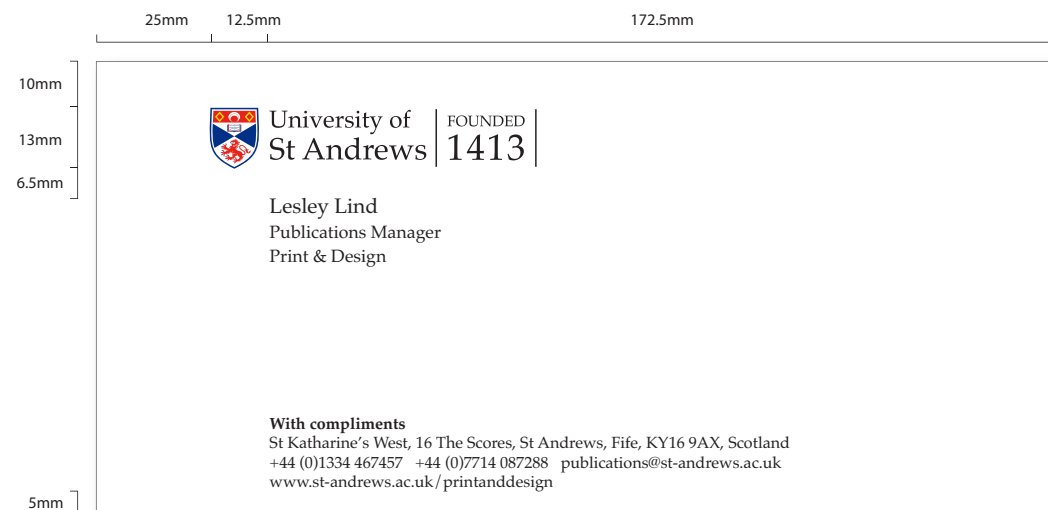 25mm 12.5mm 172.5mm
10mm
13mm
6.5mm
University of
St Andrews
FOUNDED
1413
Lesley Lind
Publications Manager
Print & Design
With compliments
St Katharine’s West, 16 The Scores, St Andrews, Fife, KY16 9AX, Scotland
+44 (0)1334 467457 +44 (0)7714 087288 publications@st-andrews.ac.uk
www.st-andrews.ac.uk/printanddesign
5mm